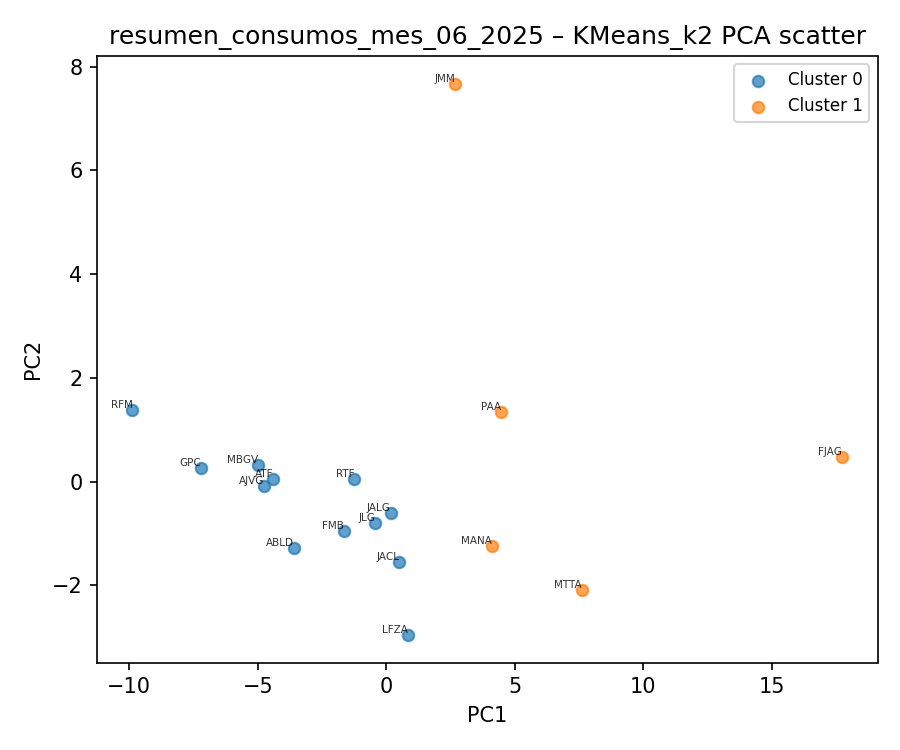 resumen_consumos_mes_06_2025 – KMeans_k2 PCA scatter
Cluster 0
Cluster 1
8
6
4
2
0
−2
PC2
JMM
RFM
PAA
FJAG
GPC
MBGV
ATF
AJVG
RTF
JALG
JLG
FMB
ABLD
MANA
JACL
MTTA
LFZA
−10
−5
0
5
10
15
PC1